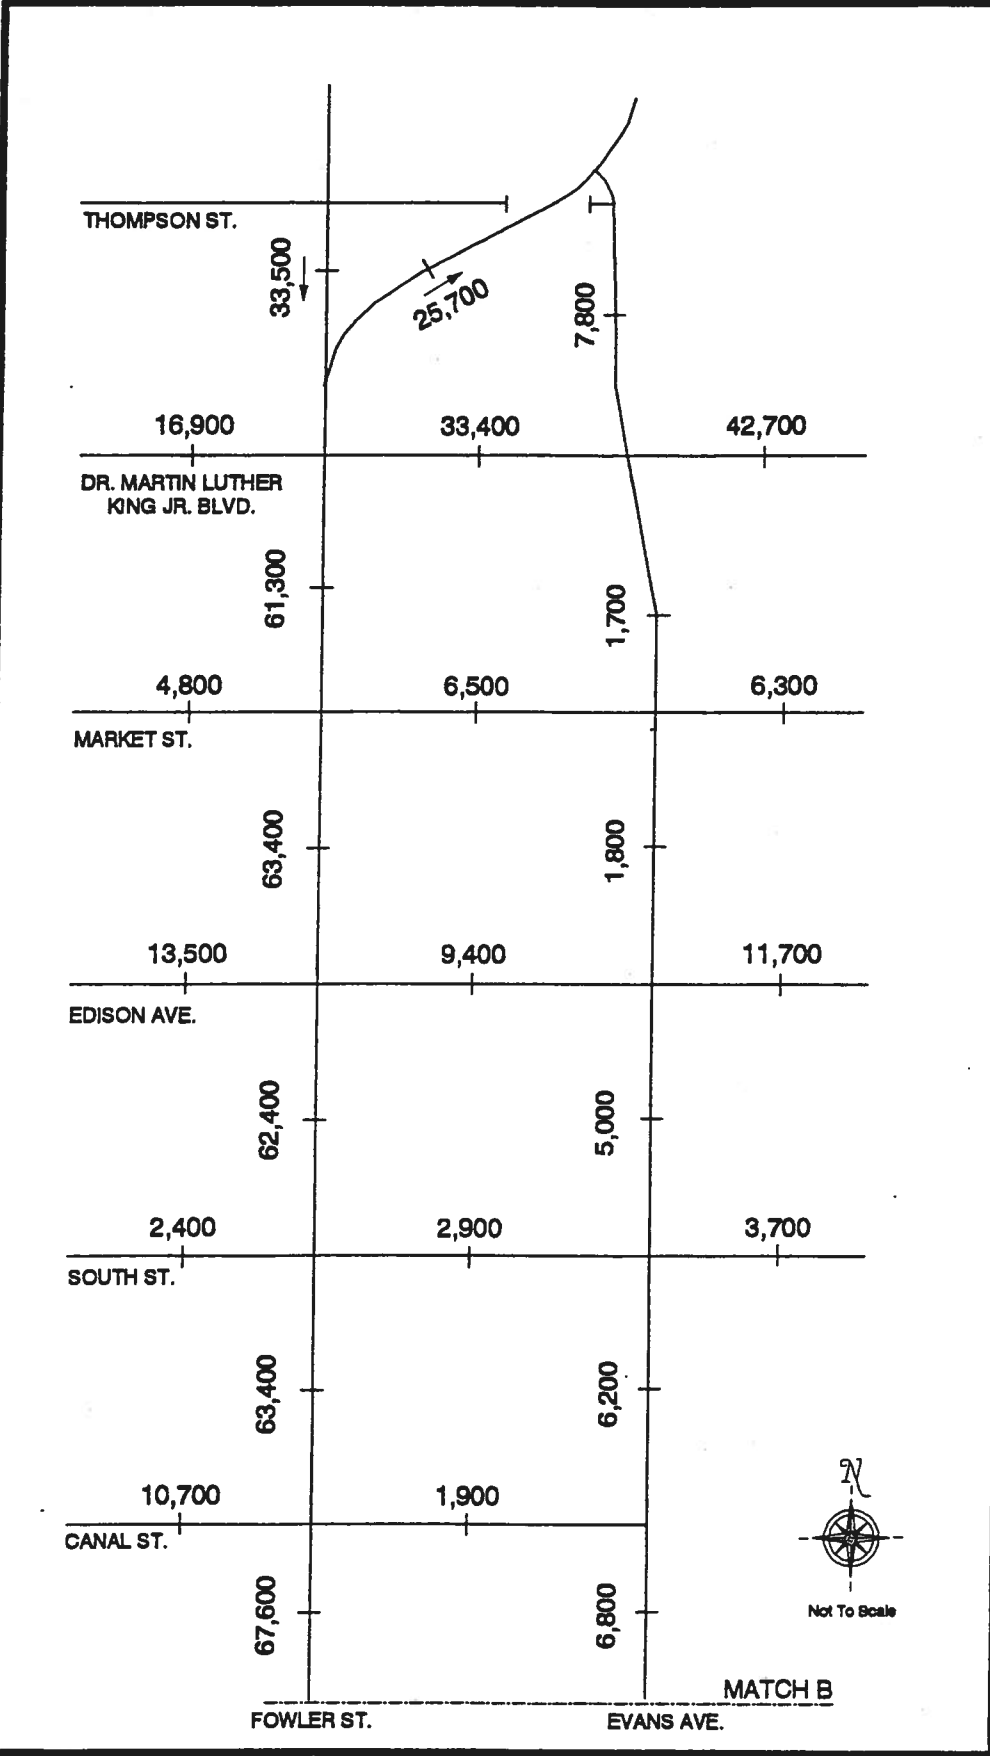 THOMPSON ST.
33,500
25,700
7,800
16,900
33,400
42,700
DR. MARTIN LUTHER
KING JR. BLVD.
61,300
1,700
4,800
6,500
6,300
MARKET ST.
63,400
1,800
13,500
9,400
11,700
EDISON AVE.
62,400
5,000
2,400
2,900
3,700
SOUTH ST.
63,400
6,200
N
10,700
1,900
CANAL ST.
Not To Scale
67,600
6,800
MATCH B
FOWLER ST.
EVANS AVE.